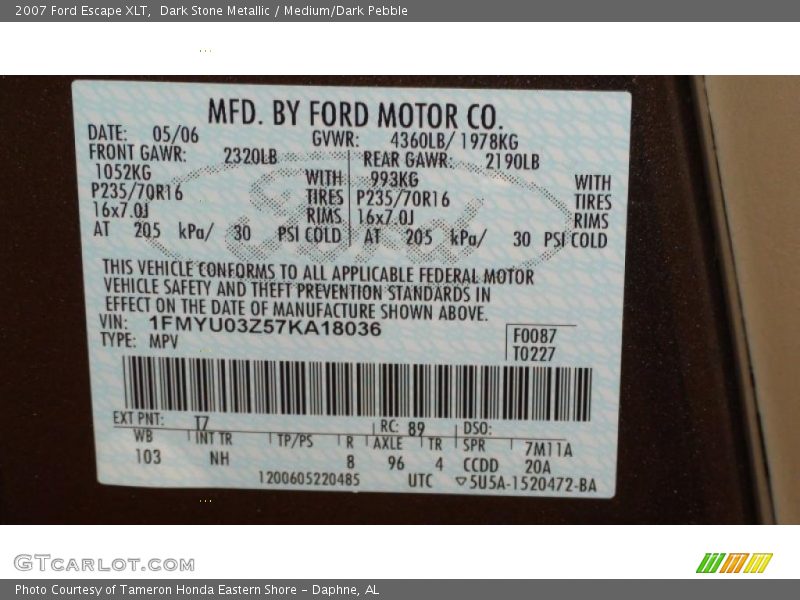 2007 Ford Escape XLT, Dark Stone Metallic / Medium/Dark Pebble
MFD. BY FORD MOTOR CO.
DATE: 05/06 GVWR: 4360LB/ 1978KG
FRONT GAWR: 2320LB REAR GAWR: 2190LB
1052KG WITH 993KG WITH
P235/70R16 TIRES P235/70R16 TIRES
16x7.0J RIMS 16x7.0J RIMS
AT 205 kPa/ 30 PSI COLD AT 205 kPa/ 30 PSI COLD
Ford
THIS VEHICLE CONFORMS TO ALL APPLICABLE FEDERAL MOTOR
VEHICLE SAFETY AND THEFT PREVENTION STANDARDS IN
EFFECT ON THE DATE OF MANUFACTURE SHOWN ABOVE.
VIN: 1FMYU03Z57KA18036
TYPE: MPV
F0087
T0227
EXT PNT: T7 RC: 89 DSO:
WB INT TR TP/PS R AXLE TR SPR 7M11A
103 NH 8 96 4 CCDD 20A
1200605220485 UTC ▽5U5A-1520472-BA
GTCARLOT.COM
Photo Courtesy of Tameron Honda Eastern Shore - Daphne, AL